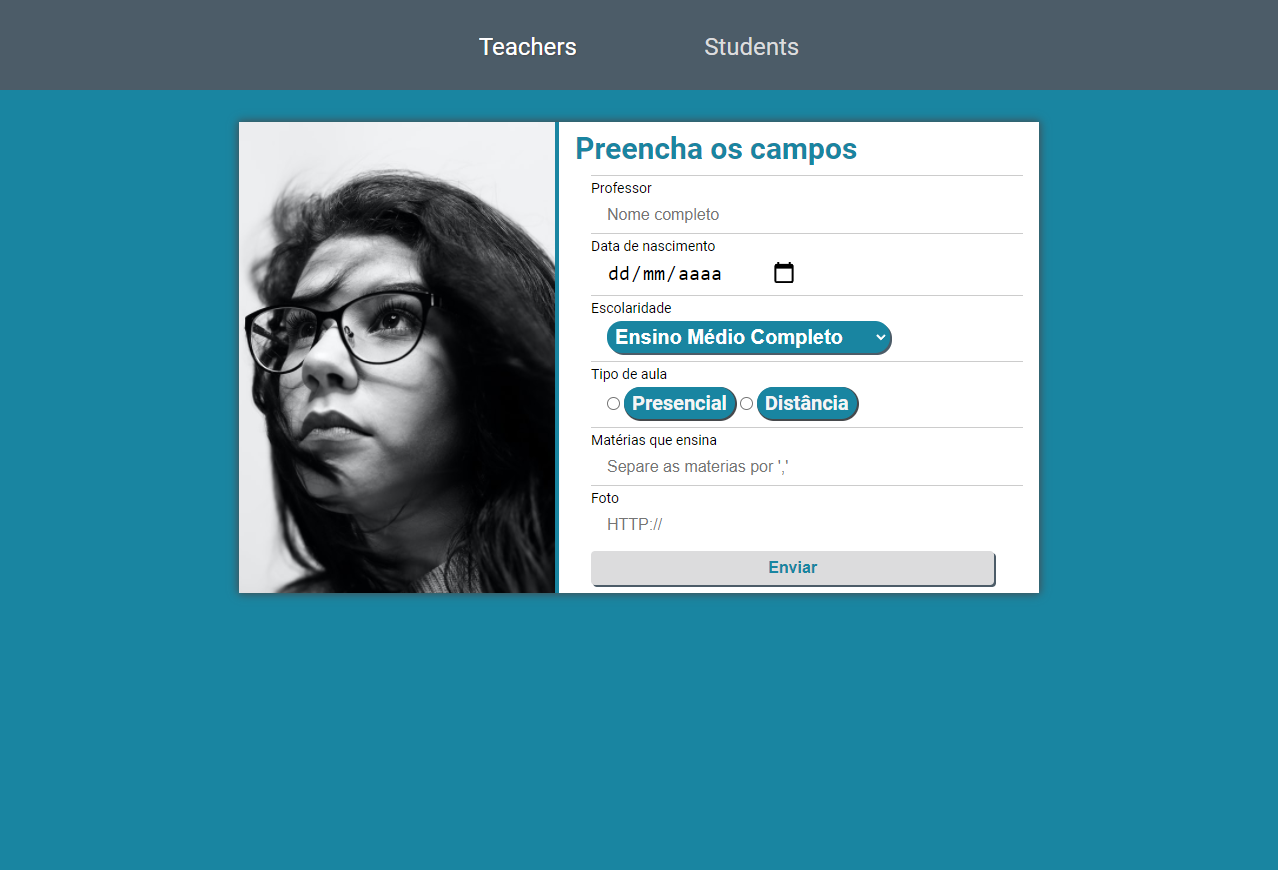 Teachers Students
Preencha os campos
Professor
Nome completo
Data de nascimento
dd/mm/aaaa
Escolaridade
Ensino Médio Completo
Tipo de aula
Presencial Distância
Matérias que ensina
Separe as materias por ','
Foto
HTTP://
Enviar